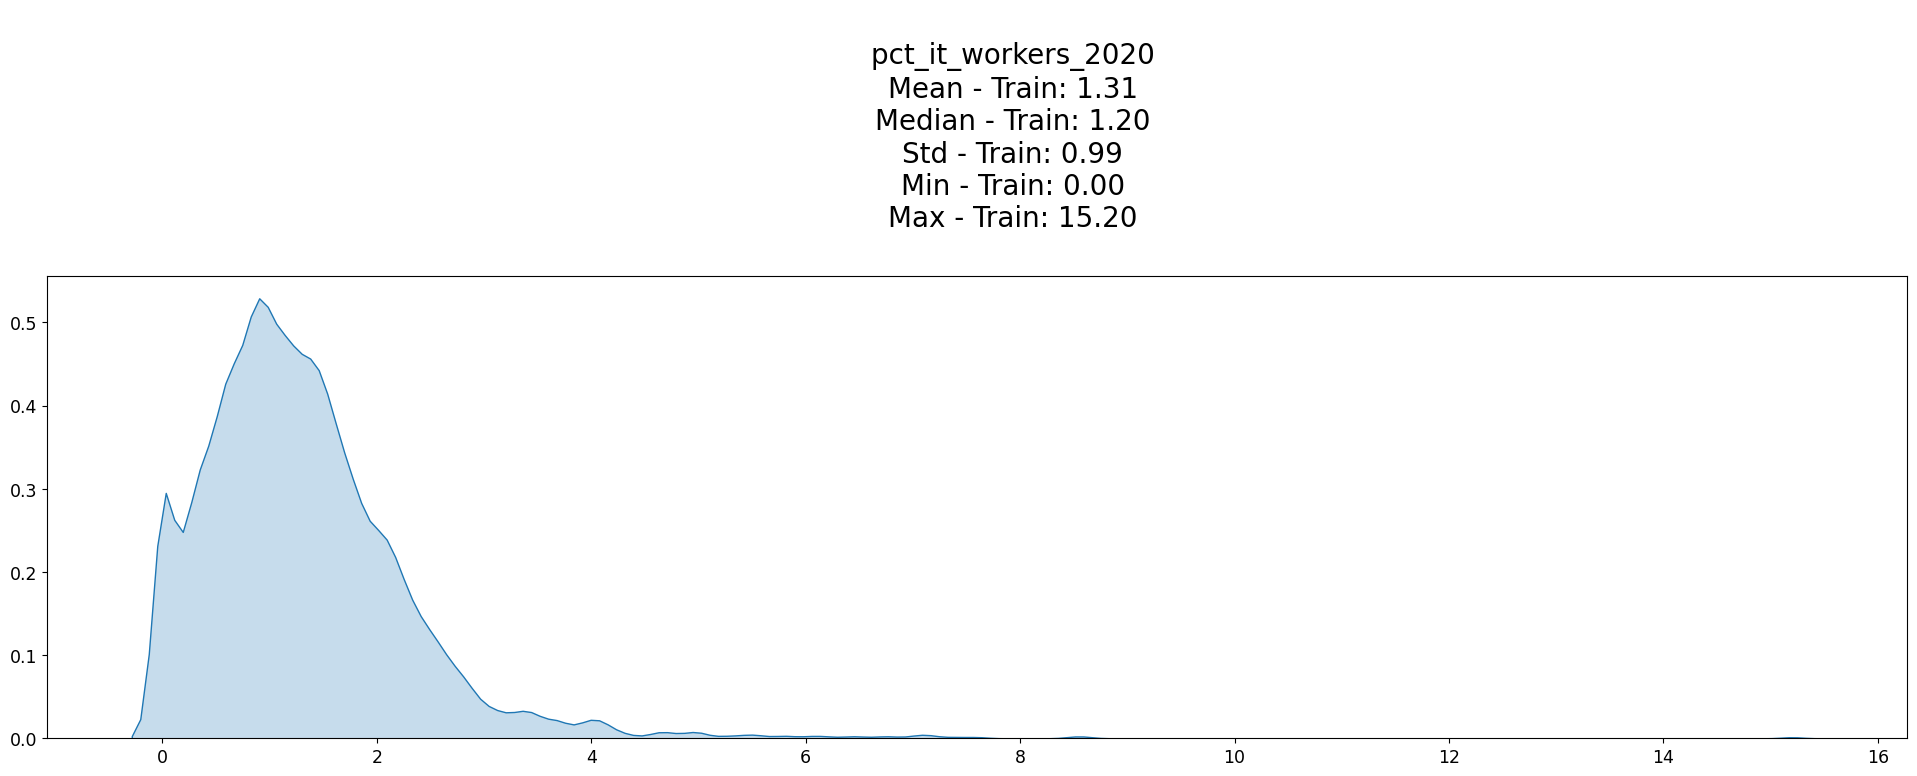 pct_it_workers_2020
Mean - Train: 1.31
Median - Train: 1.20
Std - Train: 0.99
Min - Train: 0.00
Max - Train: 15.20
0.5
0.4
0.3
0.2
0.1
0.0
0 2 4 6 8 10 12 14 16